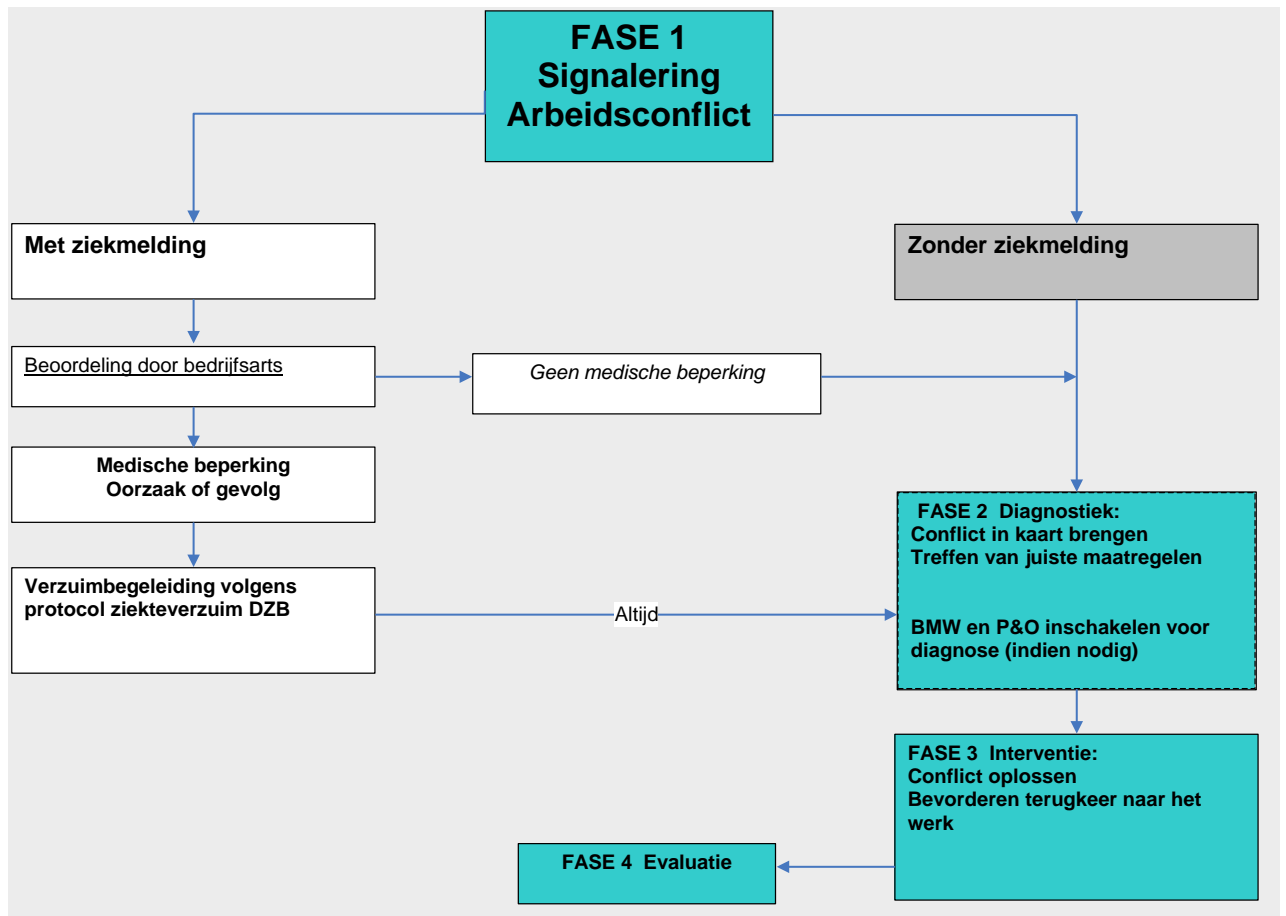 FASE 1
Signalering
Arbeidsconflict
Met ziekmelding
Zonder ziekmelding
Beoordeling door bedrijfsarts
Geen medische beperking
Medische beperking
Oorzaak of gevolg
Verzuimbegeleiding volgens
protocol ziekteverzuim DZB
Altijd
FASE 2 Diagnostiek:
Conflict in kaart brengen
Treffen van juiste maatregelen
BMW en P&O inschakelen voor
diagnose (indien nodig)
FASE 3 Interventie:
Conflict oplossen
Bevorderen terugkeer naar het
werk
FASE 4 Evaluatie